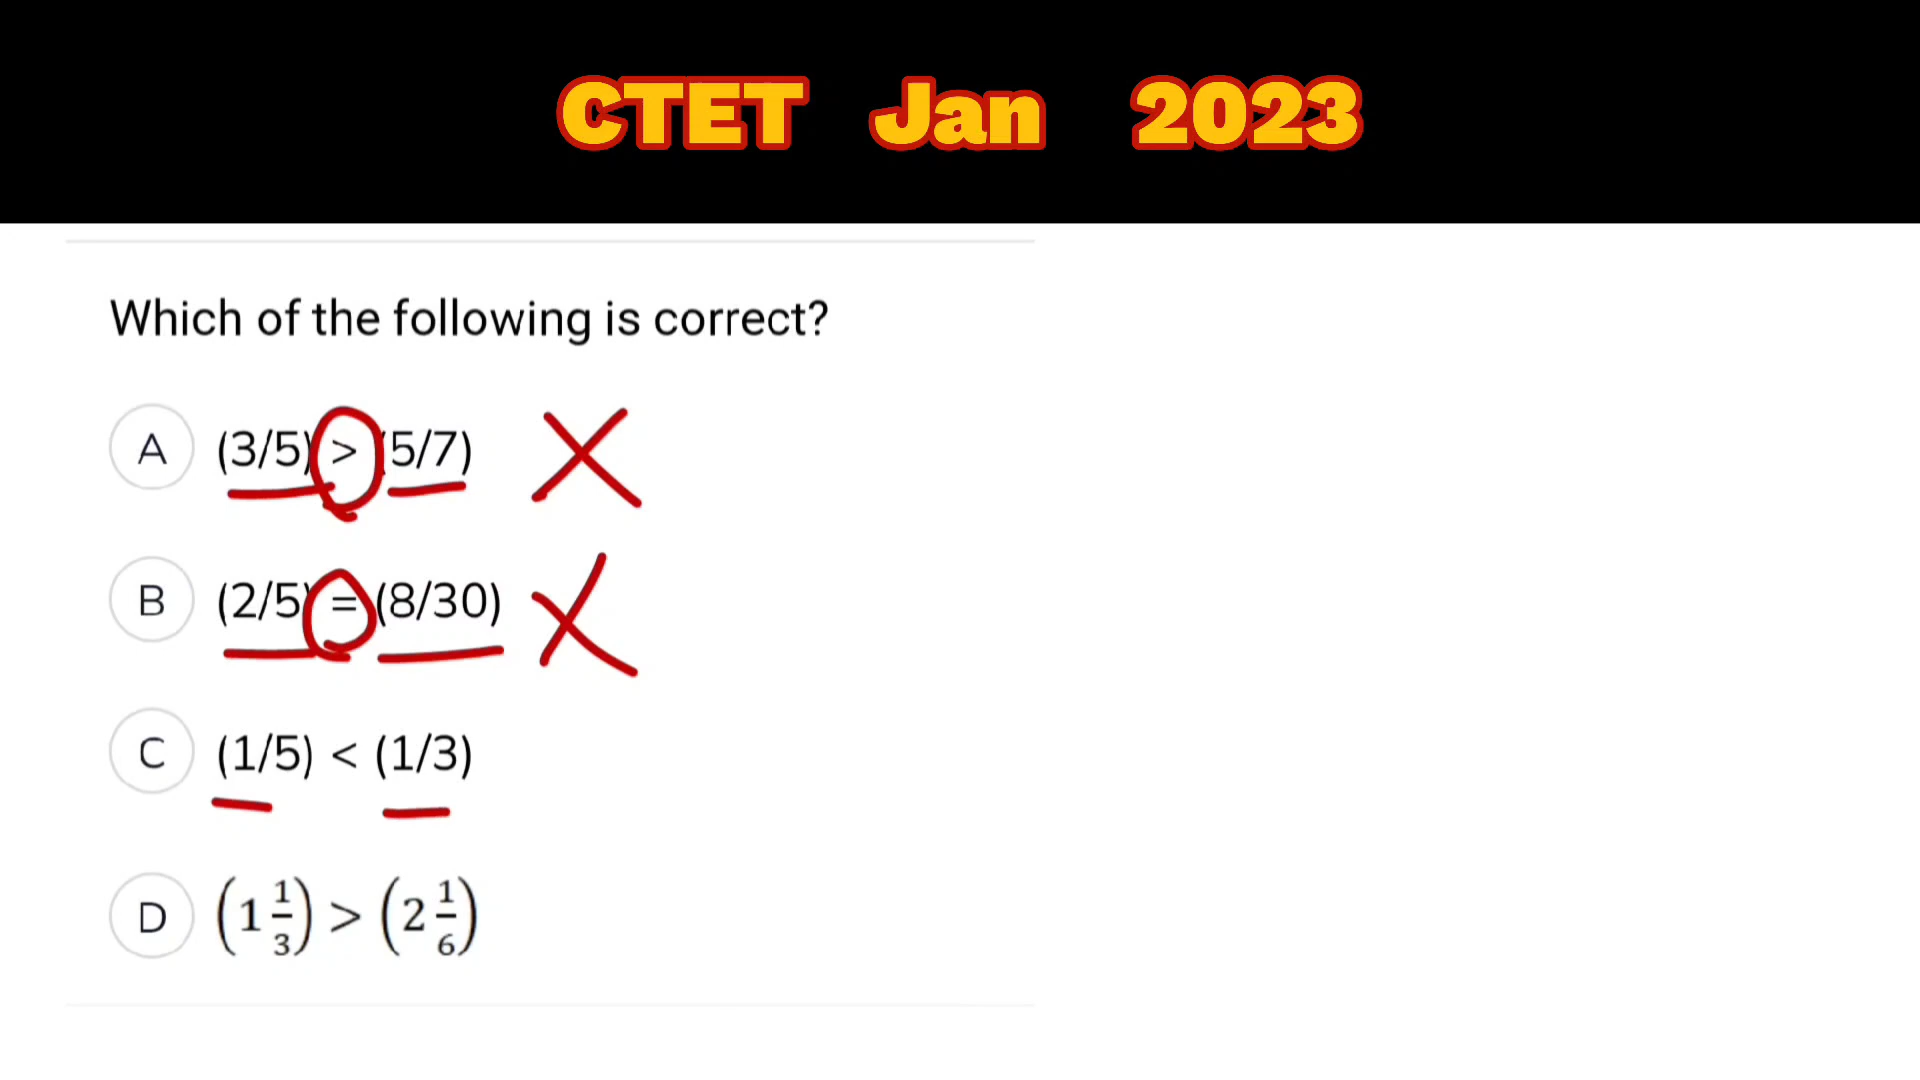 CTET Jan 2023
Which of the following is correct?
A (3/5) > (5/7)
B (2/5) = (8/30)
C (1/5) < (1/3)
D (1 1/3) > (2 1/6)